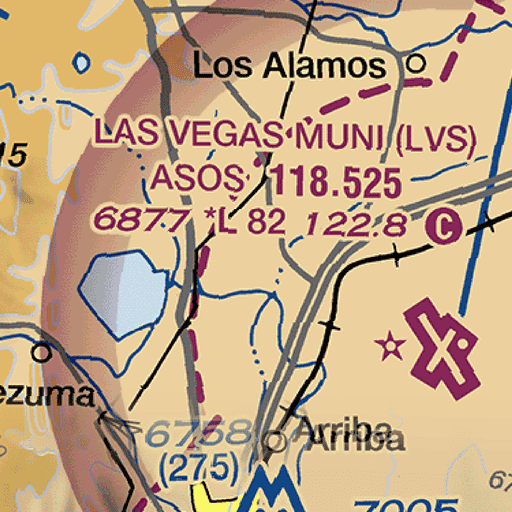 Los Alamos
LAS VEGAS MUNI (LVS)
15
ASOS 118.525
6877 *L 82 122.8 C
ezuma
6758
Arriba
(275)
67
7005